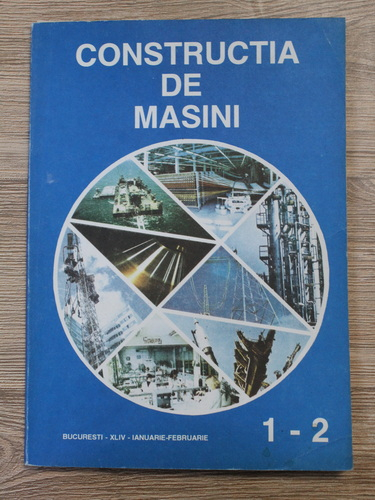 CONSTRUCTIA
DE
MASINI
BUCURESTI - XLIV - IANUARIE-FEBRUARIE
1 - 2